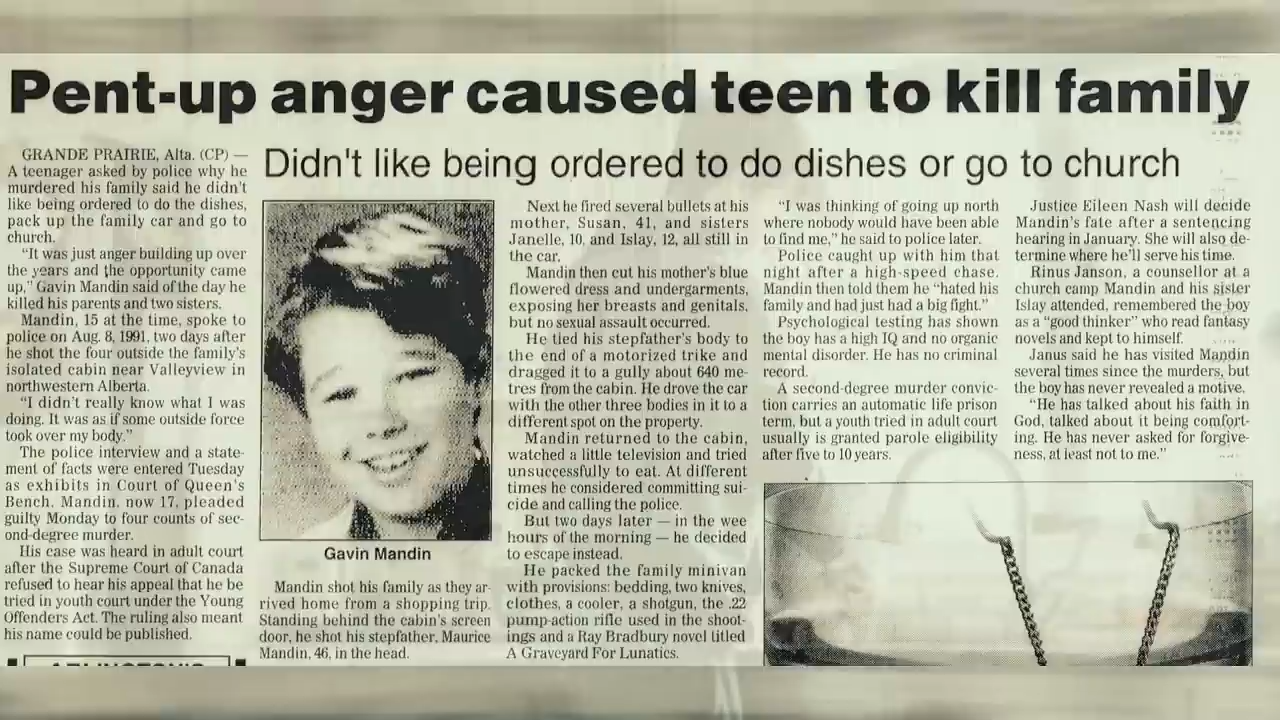 Pent-up anger caused teen to kill family
Didn't like being ordered to do dishes or go to church
GRANDE PRAIRIE, Alta. (CP) —
A teenager asked by police why he
murdered his family said he didn't
like being ordered to do the dishes,
pack up the family car and go to
church.
"It was just anger building up over
the years and the opportunity came
up," Gavin Mandin said of the day he
killed his parents and two sisters.
Mandin, 15 at the time, spoke to
police on Aug. 8, 1991, two days after
he shot the four outside the family's
isolated cabin near Valleyview in
northwestern Alberta.
"I didn't really know what I was
doing. It was as if some outside force
took over my body."
The police interview and a state-
ment of facts were entered Tuesday
as exhibits in Court of Queen's
Bench. Mandin, now 17, pleaded
guilty Monday to four counts of sec-
ond-degree murder.
His case was heard in adult court
after the Supreme Court of Canada
refused to hear his appeal that he be
tried in youth court under the Young
Offenders Act. The ruling also meant
his name could be published.
Gavin Mandin
Mandin shot his family as they ar-
rived home from a shopping trip.
Standing behind the cabin's screen
door, he shot his stepfather, Maurice
Mandin, 46, in the head.
Next he fired several bullets at his
mother, Susan, 41, and sisters
Janelle, 10, and Islay, 12, all still in
the car.
Mandin then cut his mother's blue
flowered dress and undergarments,
exposing her breasts and genitals,
but no sexual assault occurred.
He tied his stepfather's body to
the end of a motorized trike and
dragged it to a gully about 640 me-
tres from the cabin. He drove the car
with the other three bodies in it to a
different spot on the property.
Mandin returned to the cabin,
watched a little television and tried
unsuccessfully to eat. At different
times he considered committing sui-
cide and calling the police.
But two days later — in the wee
hours of the morning — he decided
to escape instead.
He packed the family minivan
with provisions: bedding, two knives,
clothes, a cooler, a shotgun, the .22
pump-action rifle used in the shoot-
ings and a Ray Bradbury novel titled
A Graveyard For Lunatics.
"I was thinking of going up north
where nobody would have been able
to find me," he said to police later.
Police caught up with him that
night after a high-speed chase.
Mandin then told them he "hated his
family and had just had a big fight."
Psychological testing has shown
the boy has a high IQ and no organic
mental disorder. He has no criminal
record.
A second-degree murder convic-
tion carries an automatic life prison
term, but a youth tried in adult court
usually is granted parole eligibility
after five to 10 years.
Justice Eileen Nash will decide
Mandin's fate after a sentencing
hearing in January. She will also de-
termine where he'll serve his time.
Rinus Janson, a counsellor at a
church camp Mandin and his sister
Islay attended, remembered the boy
as a "good thinker" who read fantasy
novels and kept to himself.
Janus said he has visited Mandin
several times since the murders, but
the boy has never revealed a motive.
"He has talked about his faith in
God, talked about it being comfort-
ing. He has never asked for forgive-
ness, at least not to me."